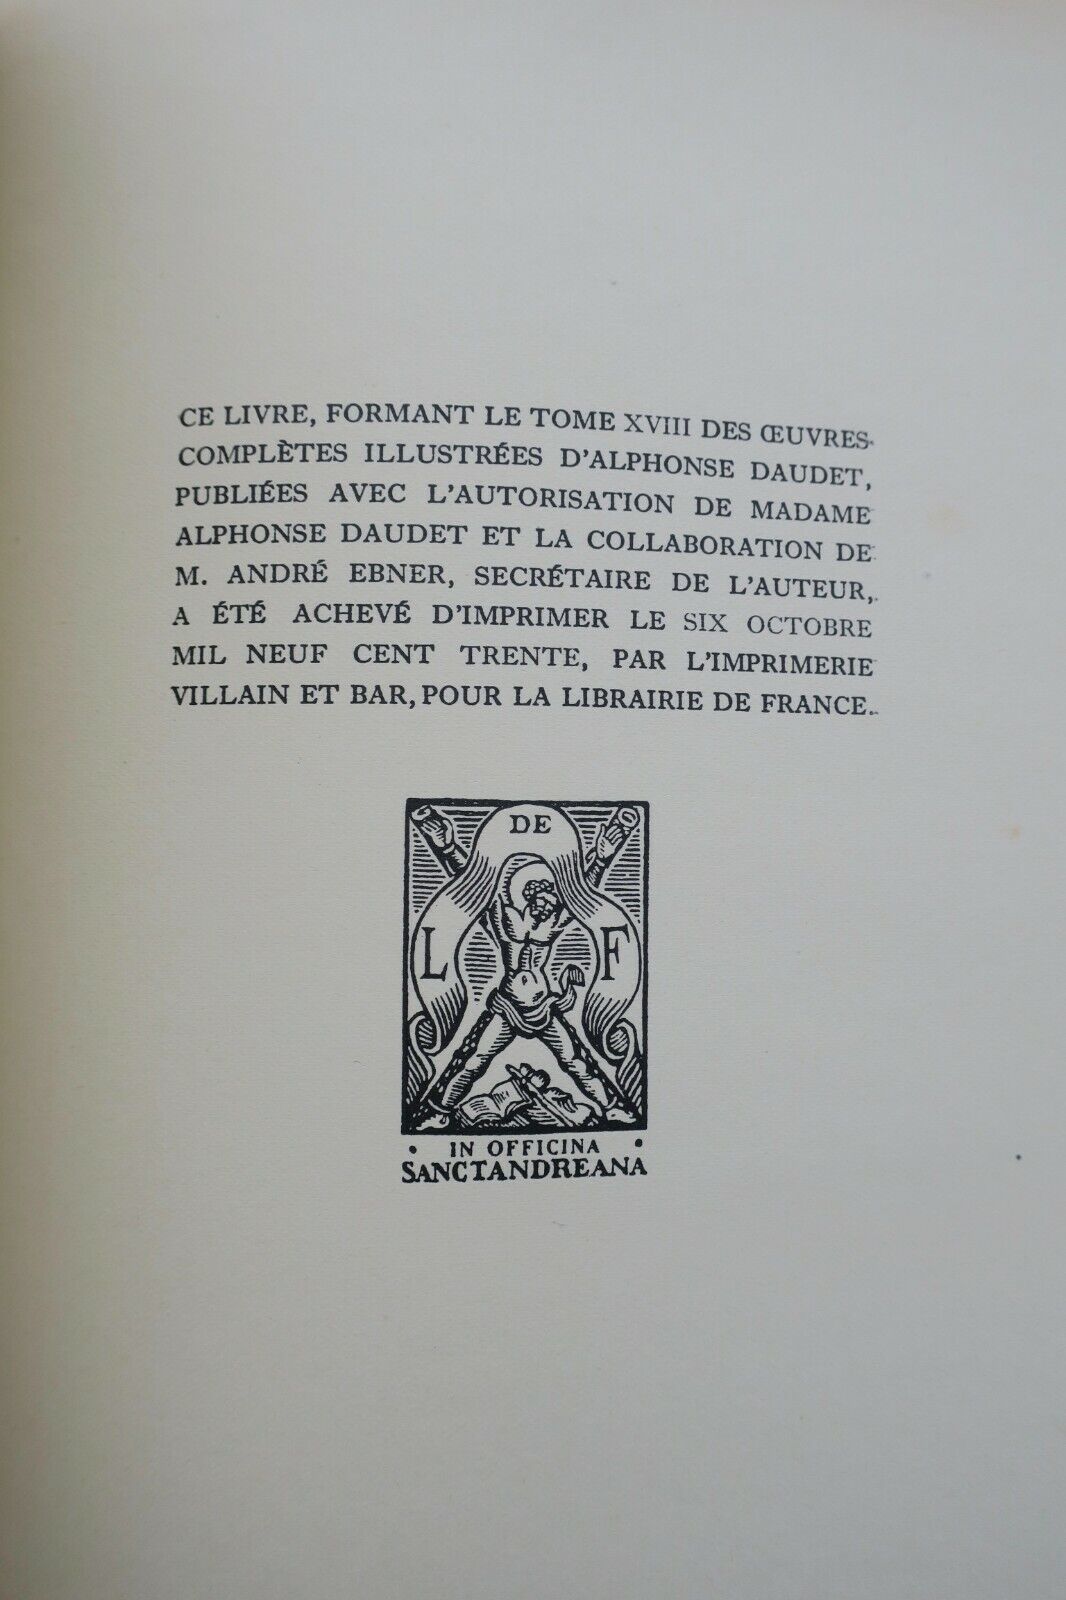 CE LIVRE, FORMANT LE TOME XVIII DES ŒUVRES
COMPLÈTES ILLUSTRÉES D'ALPHONSE DAUDET,
PUBLIÉES AVEC L'AUTORISATION DE MADAME
ALPHONSE DAUDET ET LA COLLABORATION DE
M. ANDRÉ EBNER, SECRÉTAIRE DE L'AUTEUR,
A ÉTÉ ACHEVÉ D'IMPRIMER LE SIX OCTOBRE
MIL NEUF CENT TRENTE, PAR L'IMPRIMERIE
VILLAIN ET BAR, POUR LA LIBRAIRIE DE FRANCE.
DE
L F
• IN OFFICINA •
SANCTANDREANA